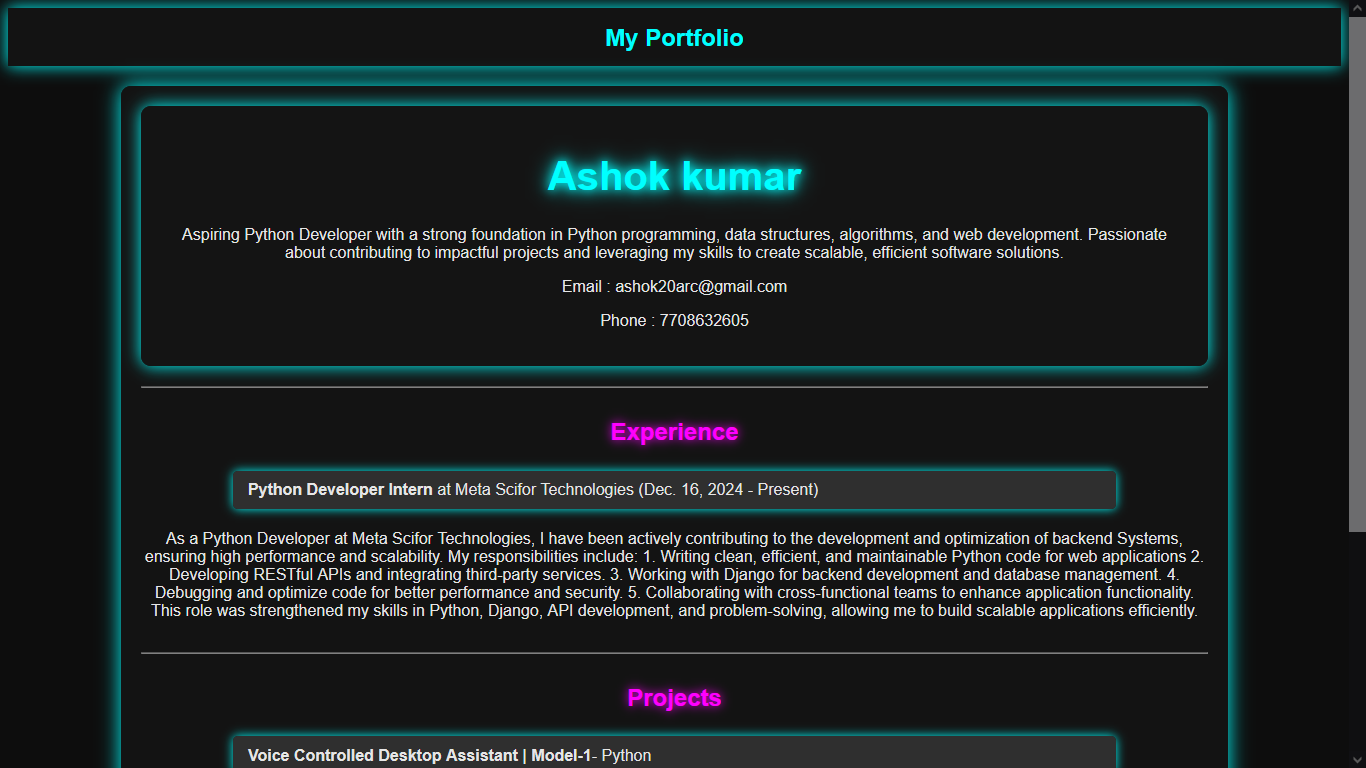 My Portfolio
Ashok kumar
Aspiring Python Developer with a strong foundation in Python programming, data structures, algorithms, and web development. Passionate
about contributing to impactful projects and leveraging my skills to create scalable, efficient software solutions.
Email : ashok20arc@gmail.com
Phone : 7708632605
Experience
Python Developer Intern at Meta Scifor Technologies (Dec. 16, 2024 - Present)
As a Python Developer at Meta Scifor Technologies, I have been actively contributing to the development and optimization of backend Systems,
ensuring high performance and scalability. My responsibilities include: 1. Writing clean, efficient, and maintainable Python code for web applications 2.
Developing RESTful APIs and integrating third-party services. 3. Working with Django for backend development and database management. 4.
Debugging and optimize code for better performance and security. 5. Collaborating with cross-functional teams to enhance application functionality.
This role was strengthened my skills in Python, Django, API development, and problem-solving, allowing me to build scalable applications efficiently.
Projects
Voice Controlled Desktop Assistant | Model-1- Python